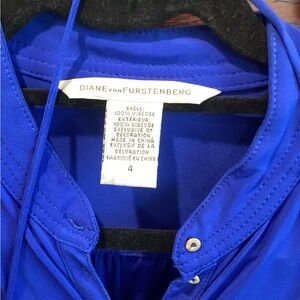 DIANE VON FURSTENBERG
SHELL:
100% VISCOSE
EXTERIEUR:
100% VISCOSE
EXCLUSIVE OF
DECORATION
MADE IN CHINA
EXCLUSIF DE LA
DÉCORATION
FABRIQUÉ EN CHINE
4